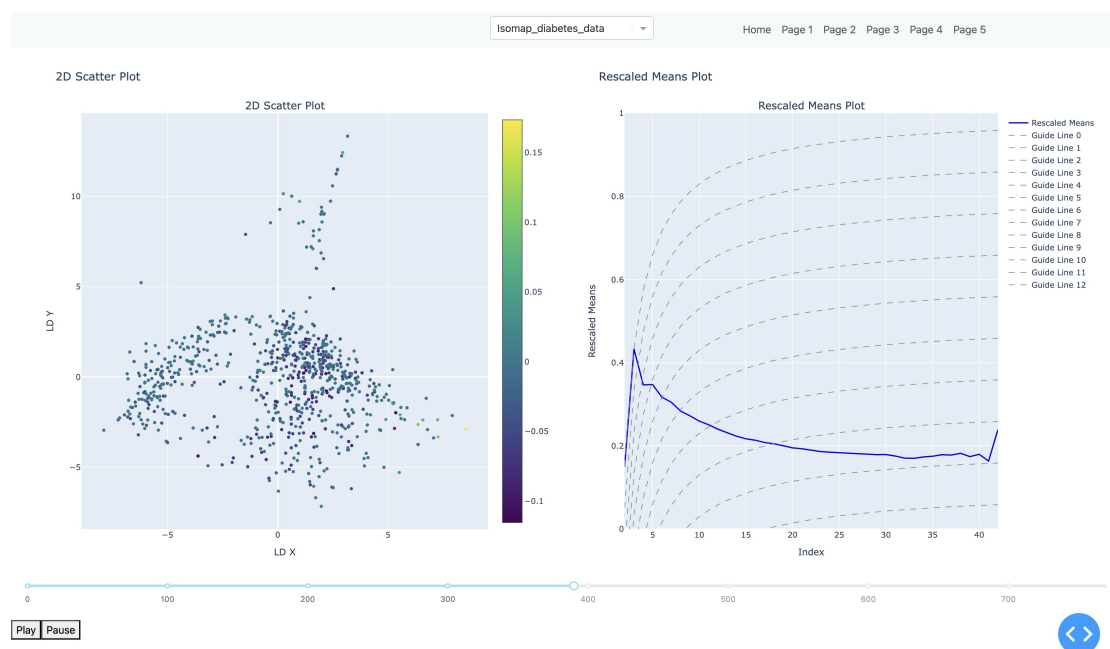 Isomap_diabetes_data
Home Page 1 Page 2 Page 3 Page 4 Page 5
2D Scatter Plot
Rescaled Means Plot
2D Scatter Plot
10
5
0
−5
LD Y
−5 0 5
LD X
0.15
0.1
0.05
0
−0.05
−0.1
Rescaled Means Plot
1
0.8
0.6
0.4
0.2
0
Rescaled Means
5 10 15 20 25 30 35 40
Index
Rescaled Means
Guide Line 0
Guide Line 1
Guide Line 2
Guide Line 3
Guide Line 4
Guide Line 5
Guide Line 6
Guide Line 7
Guide Line 8
Guide Line 9
Guide Line 10
Guide Line 11
Guide Line 12
0 100 200 300 400 500 600 700
Play Pause